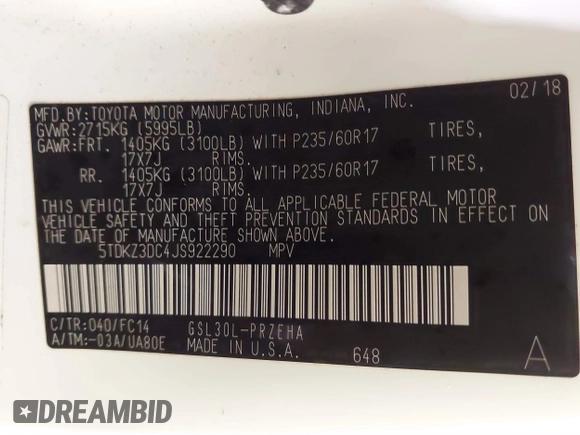 MFD.BY:TOYOTA MOTOR MANUFACTURING, INDIANA, INC. 02/18
GVWR:2715KG (5995LB)
GAWR:FRT. 1405KG (3100LB) WITH P235/60R17 TIRES,
17X7J RIMS.
RR. 1405KG (3100LB) WITH P235/60R17 TIRES,
17X7J RIMS.
THIS VEHICLE CONFORMS TO ALL APPLICABLE FEDERAL MOTOR
VEHICLE SAFETY AND THEFT PREVENTION STANDARDS IN EFFECT ON
THE DATE OF MANUFACTURE SHOWN ABOVE.
5TDKZ3DC4JS922290 MPV
C/TR:040/FC14 GSL30L-PRZEHA
A/TM:-03A/UA80E MADE IN U.S.A. 648 A
DREAMBID